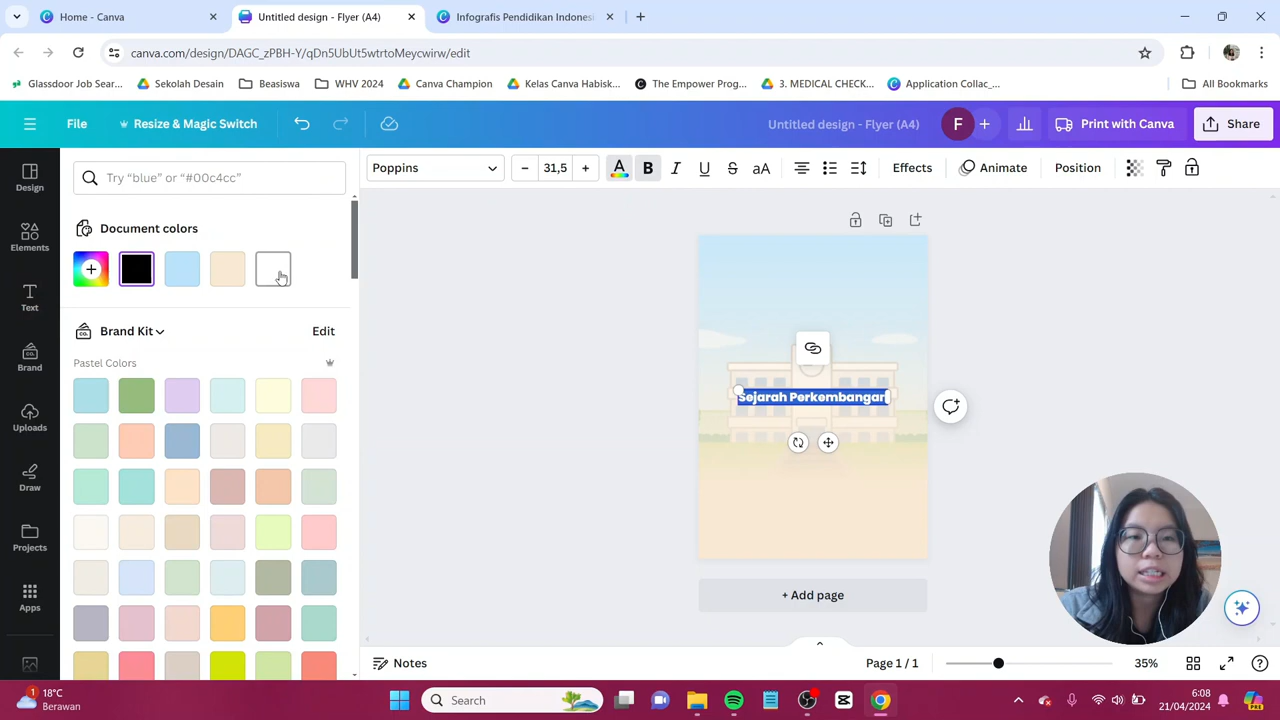 Home - Canva
Untitled design - Flyer (A4)
Infografis Pendidikan Indonesi
canva.com/design/DAGC_zPBH-Y/qDn5UbUt5wtrtoMeycwirw/edit
Glassdoor Job Sear...
Sekolah Desain
Beasiswa
WHV 2024
Canva Champion
Kelas Canva Habisk...
The Empower Prog...
3. MEDICAL CHECK...
Application Collac_...
All Bookmarks
File
Resize & Magic Switch
Untitled design - Flyer (A4)
F
Print with Canva
Share
Design
Elements
Text
Brand
Uploads
Draw
Projects
Apps
Try “blue” or “#00c4cc”
Document colors
Brand Kit
Edit
Pastel Colors
Poppins
31,5
A
B
I
U
S
aA
Effects
Animate
Position
Sejarah Perkembangan
+ Add page
Notes
Page 1 / 1
35%
1
18°C
Berawan
Search
6:08
21/04/2024